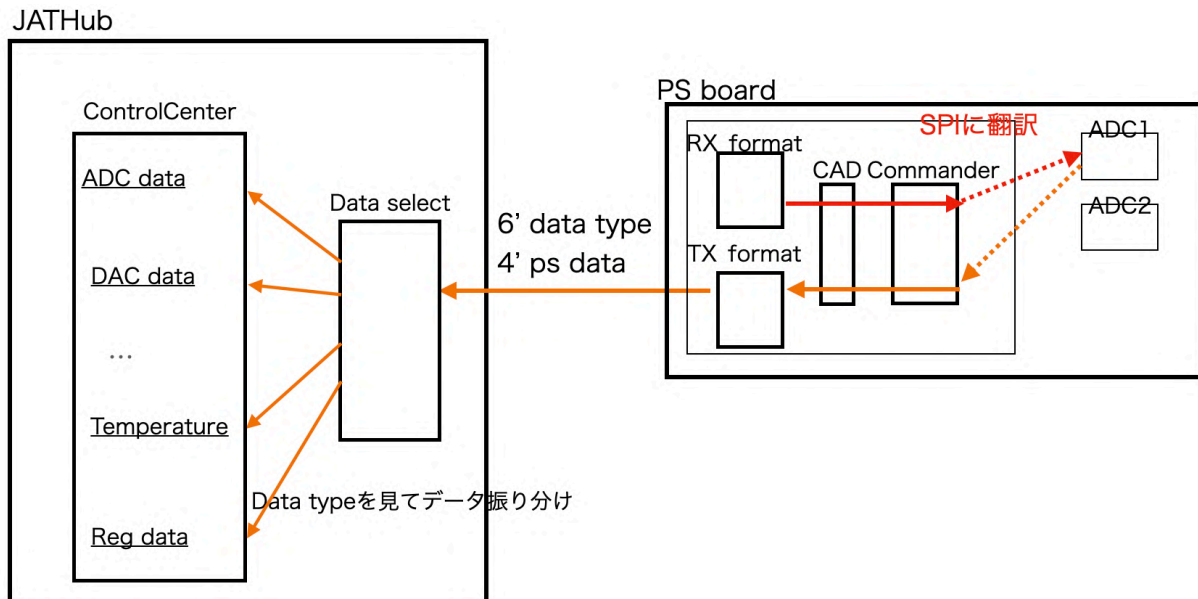 JATHub
ControlCenter
ADC data
DAC data
…
Temperature
Reg data
Data select
Data typeを見てデータ振り分け
6’ data type
4’ ps data
PS board
SPIに翻訳
RX format
CAD Commander
TX format
ADC1
ADC2